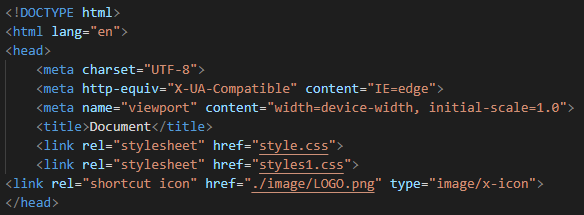 <!DOCTYPE html>
<html lang="en">
<head>
    <meta charset="UTF-8">
    <meta http-equiv="X-UA-Compatible" content="IE=edge">
    <meta name="viewport" content="width=device-width, initial-scale=1.0">
    <title>Document</title>
    <link rel="stylesheet" href="style.css">
    <link rel="stylesheet" href="styles1.css">
<link rel="shortcut icon" href="./image/LOGO.png" type="image/x-icon">
</head>